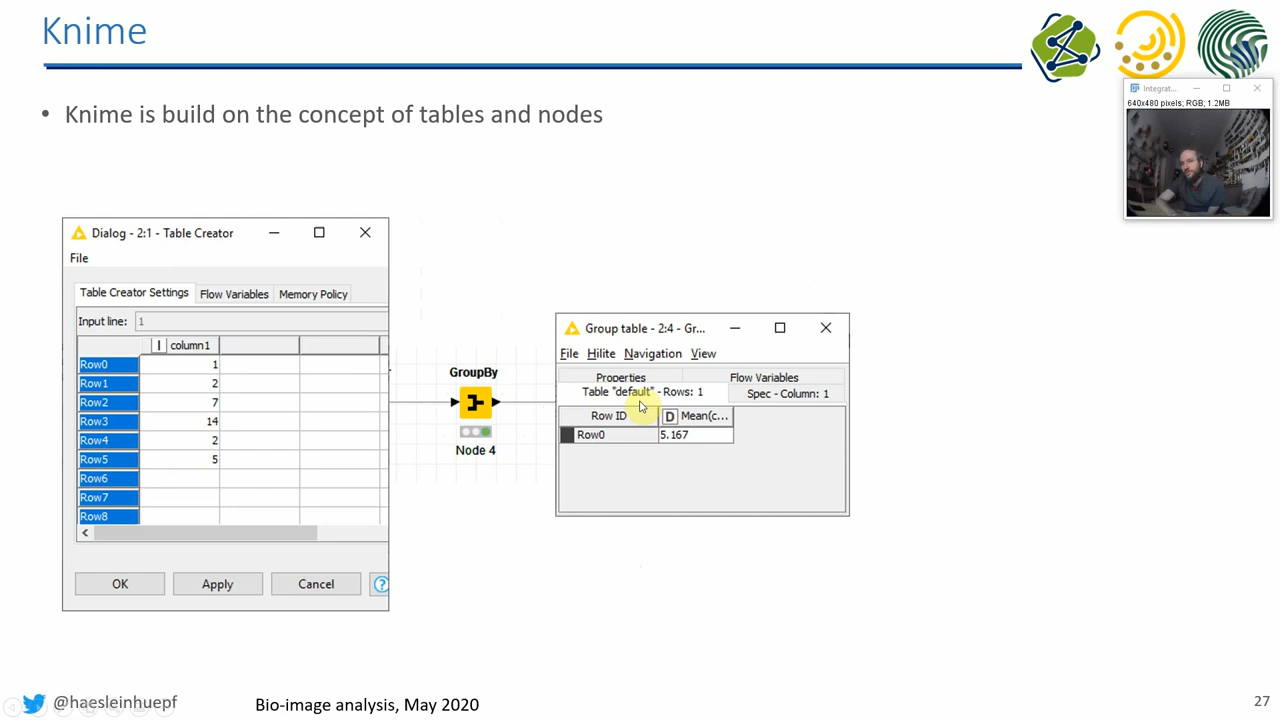 Knime
• Knime is build on the concept of tables and nodes
Integrat...
640x480 pixels; RGB; 1.2MB
Dialog - 2:1 - Table Creator
File
Table Creator Settings Flow Variables Memory Policy
Input line: 1
I column1
Row0 1
Row1 2
Row2 7
Row3 14
Row4 2
Row5 5
Row6
Row7
Row8
OK Apply Cancel ?
GroupBy
Node 4
Group table - 2:4 - Gr...
File Hilite Navigation View
Properties Flow Variables
Table "default" - Rows: 1 Spec - Column: 1
Row ID D Mean(c...
Row0 5.167
@haesleinhuepf
Bio-image analysis, May 2020
27